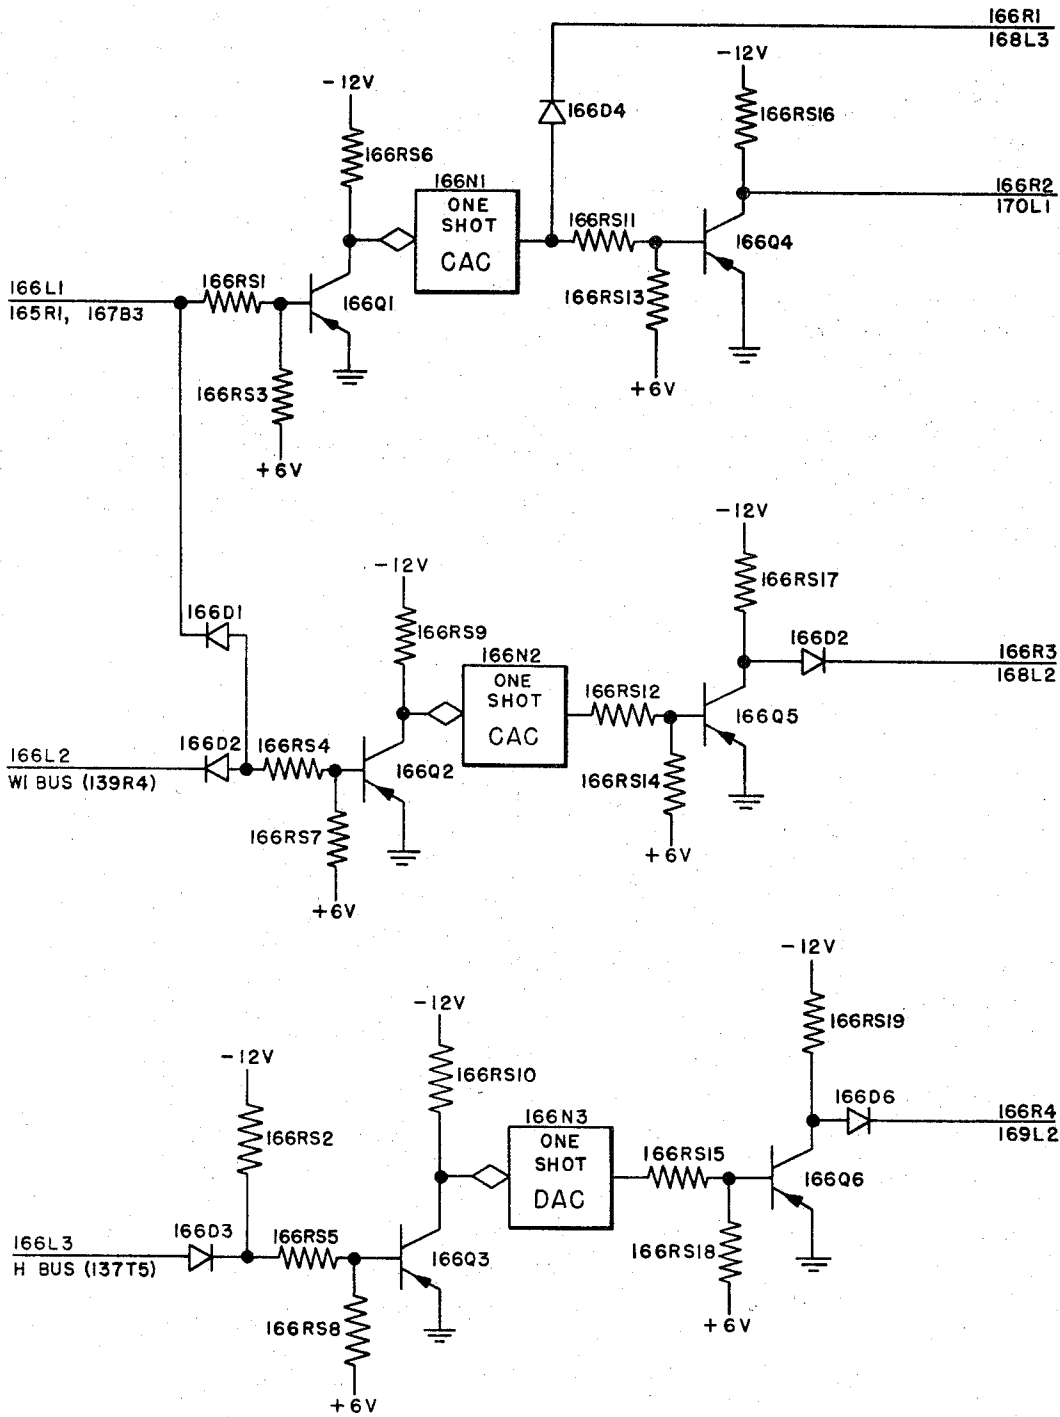 166R1
168L3
-12V
-12V
166D4
166RS16
166RS6
166N1
ONE
SHOT
CAC
166R2
170L1
166RS11
166Q4
166L1
165R1, 167B3
166RS1
166Q1
166RS13
+6V
166RS3
+6V
-12V
-12V
166RS17
166D1
166RS9
166D2
166R3
168L2
166N2
ONE
SHOT
CAC
166RS12
166Q5
166L2
WI BUS (139R4)
166D2
166RS4
166Q2
166RS14
166RS7
+6V
+6V
-12V
-12V
166RS19
-12V
166RS10
166D6
166R4
169L2
166RS2
166N3
ONE
SHOT
DAC
166RS15
166Q6
166L3
H BUS (137T5)
166D3
166RS5
166Q3
166RS18
166RS8
+6V
+6V